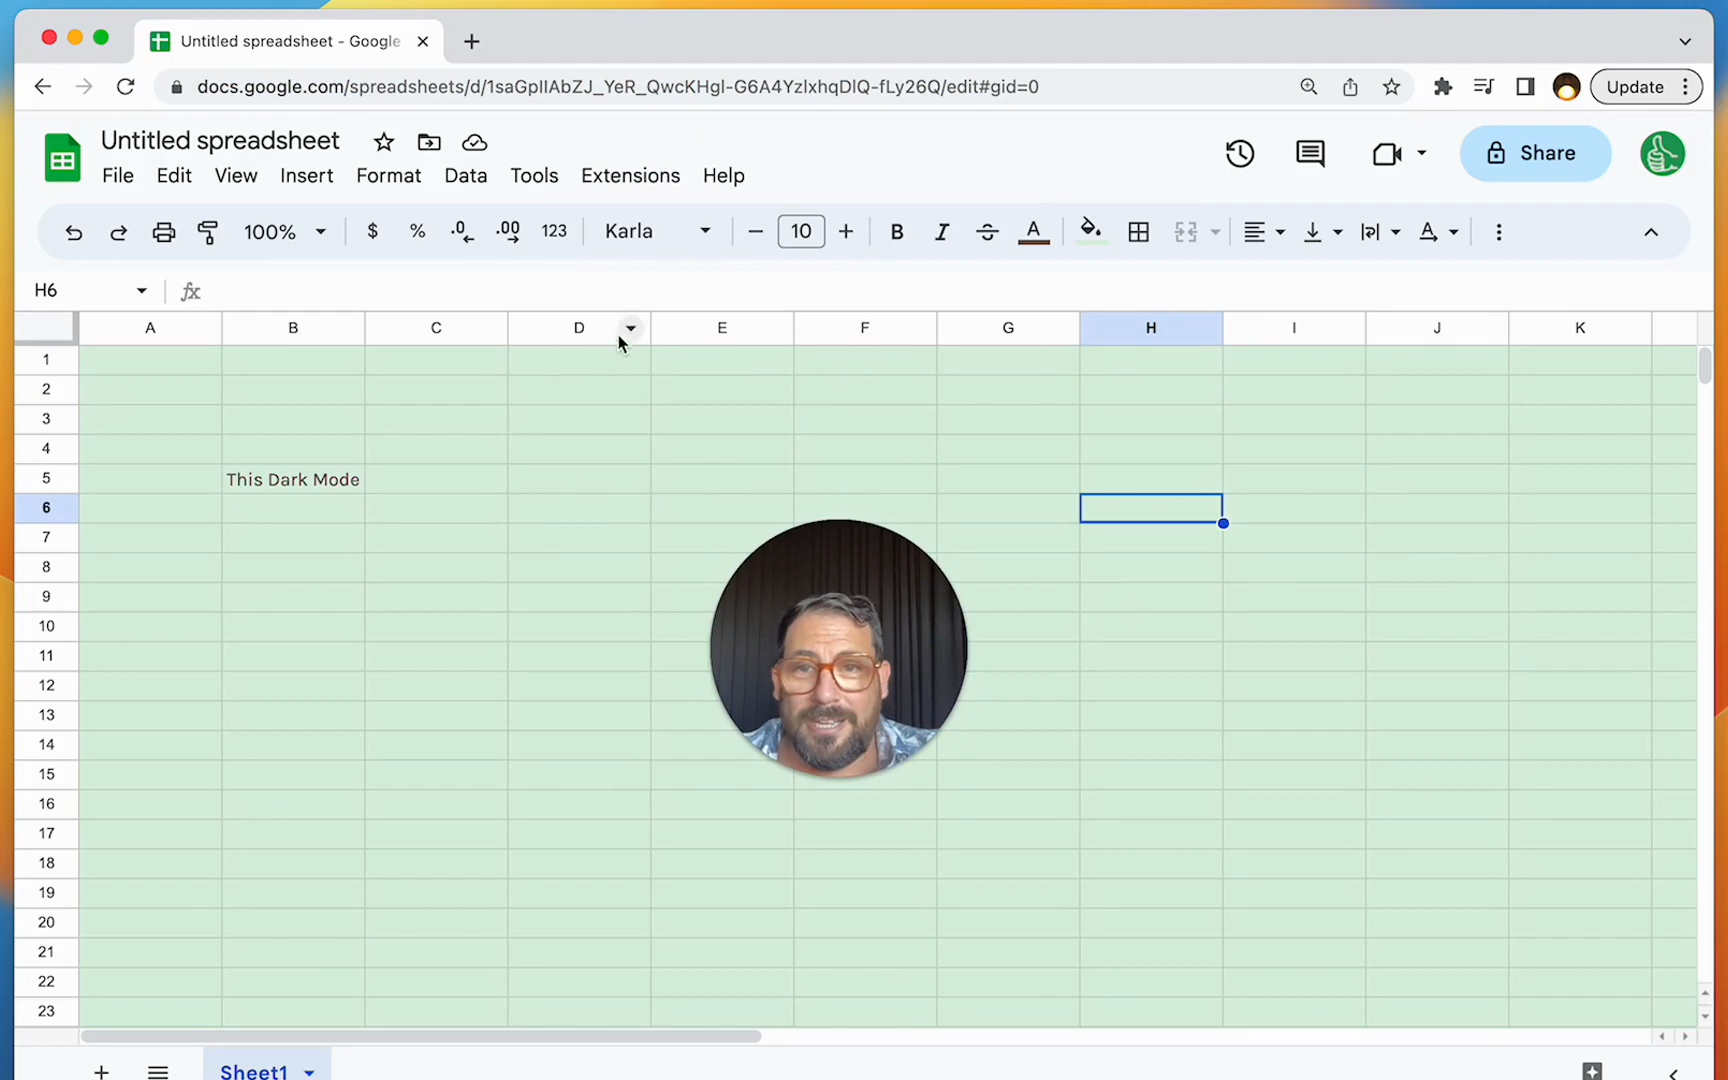 Untitled spreadsheet - Google
docs.google.com/spreadsheets/d/1saGpIIAbZJ_YeR_QwcKHgI-G6A4YzlxhqDlQ-fLy26Q/edit#gid=0
Update
Untitled spreadsheet
File Edit View Insert Format Data Tools Extensions Help
Share
100% $ % .0 .00 123 Karla 10 B I S A A
H6 fx
A B C D E F G H I J K
1
2
3
4
5 This Dark Mode
6
7
8
9
10
11
12
13
14
15
16
17
18
19
20
21
22
23
Sheet1